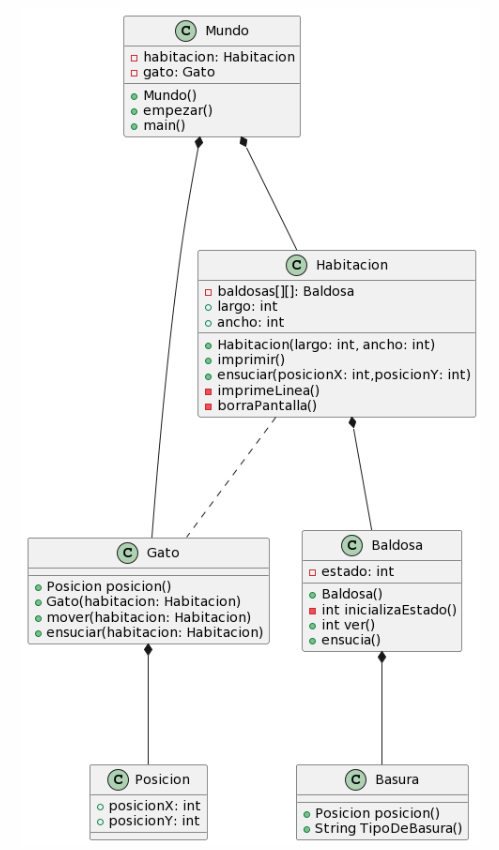 C Mundo
habitacion: Habitacion
gato: Gato
Mundo()
empezar()
main()
C Habitacion
baldosas[][]: Baldosa
largo: int
ancho: int
Habitacion(largo: int, ancho: int)
imprimir()
ensuciar(posicionX: int,posicionY: int)
imprimeLinea()
borraPantalla()
C Gato
Posicion posicion()
Gato(habitacion: Habitacion)
mover(habitacion: Habitacion)
ensuciar(habitacion: Habitacion)
C Baldosa
estado: int
Baldosa()
int inicializaEstado()
int ver()
ensucia()
C Posicion
posicionX: int
posicionY: int
C Basura
Posicion posicion()
String TipoDeBasura()